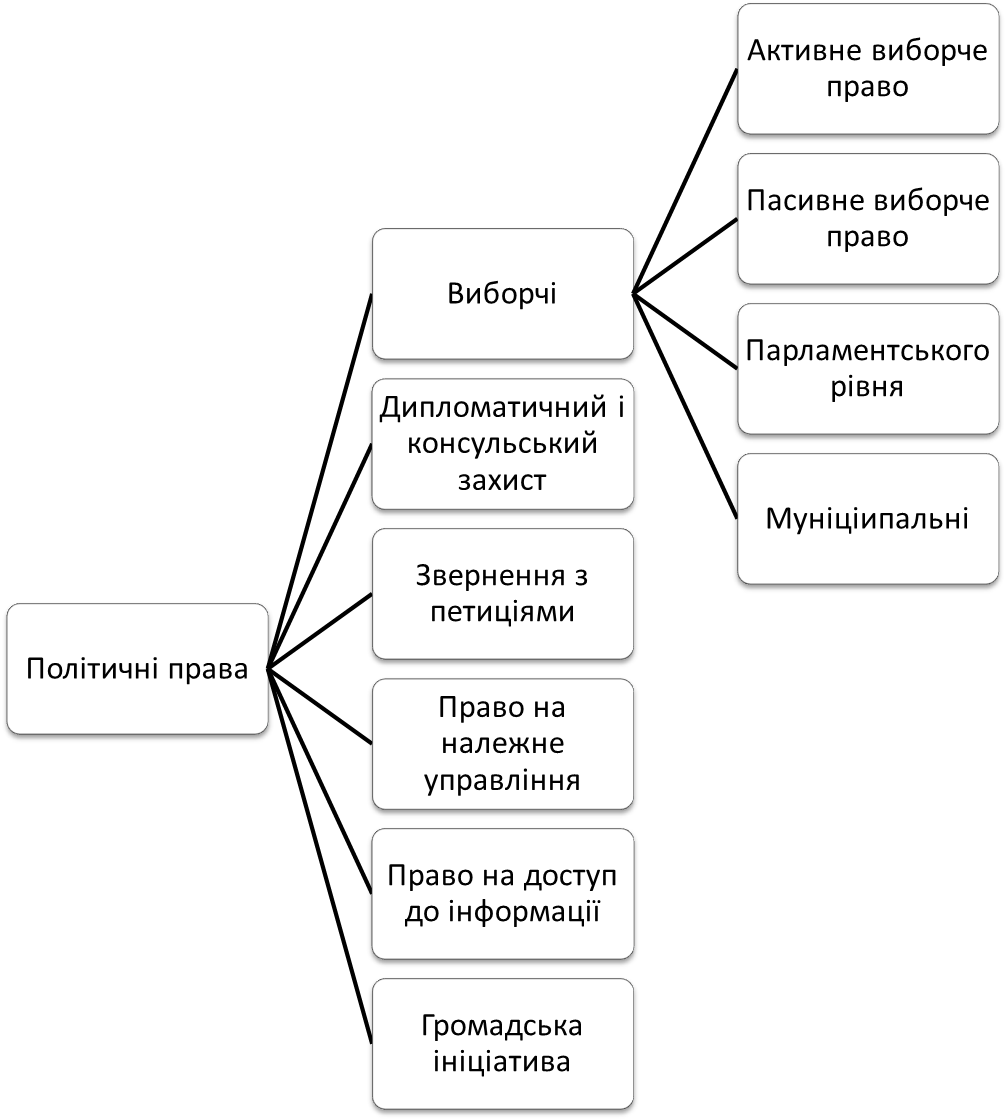 Політичні права
Виборчі
Активне виборче
право
Пасивне виборче
право
Парламентського
рівня
Муніціипальні
Дипломатичний і
консульський
захист
Звернення з
петиціями
Право на
належне
управління
Право на доступ
до інформації
Громадська
ініціатива